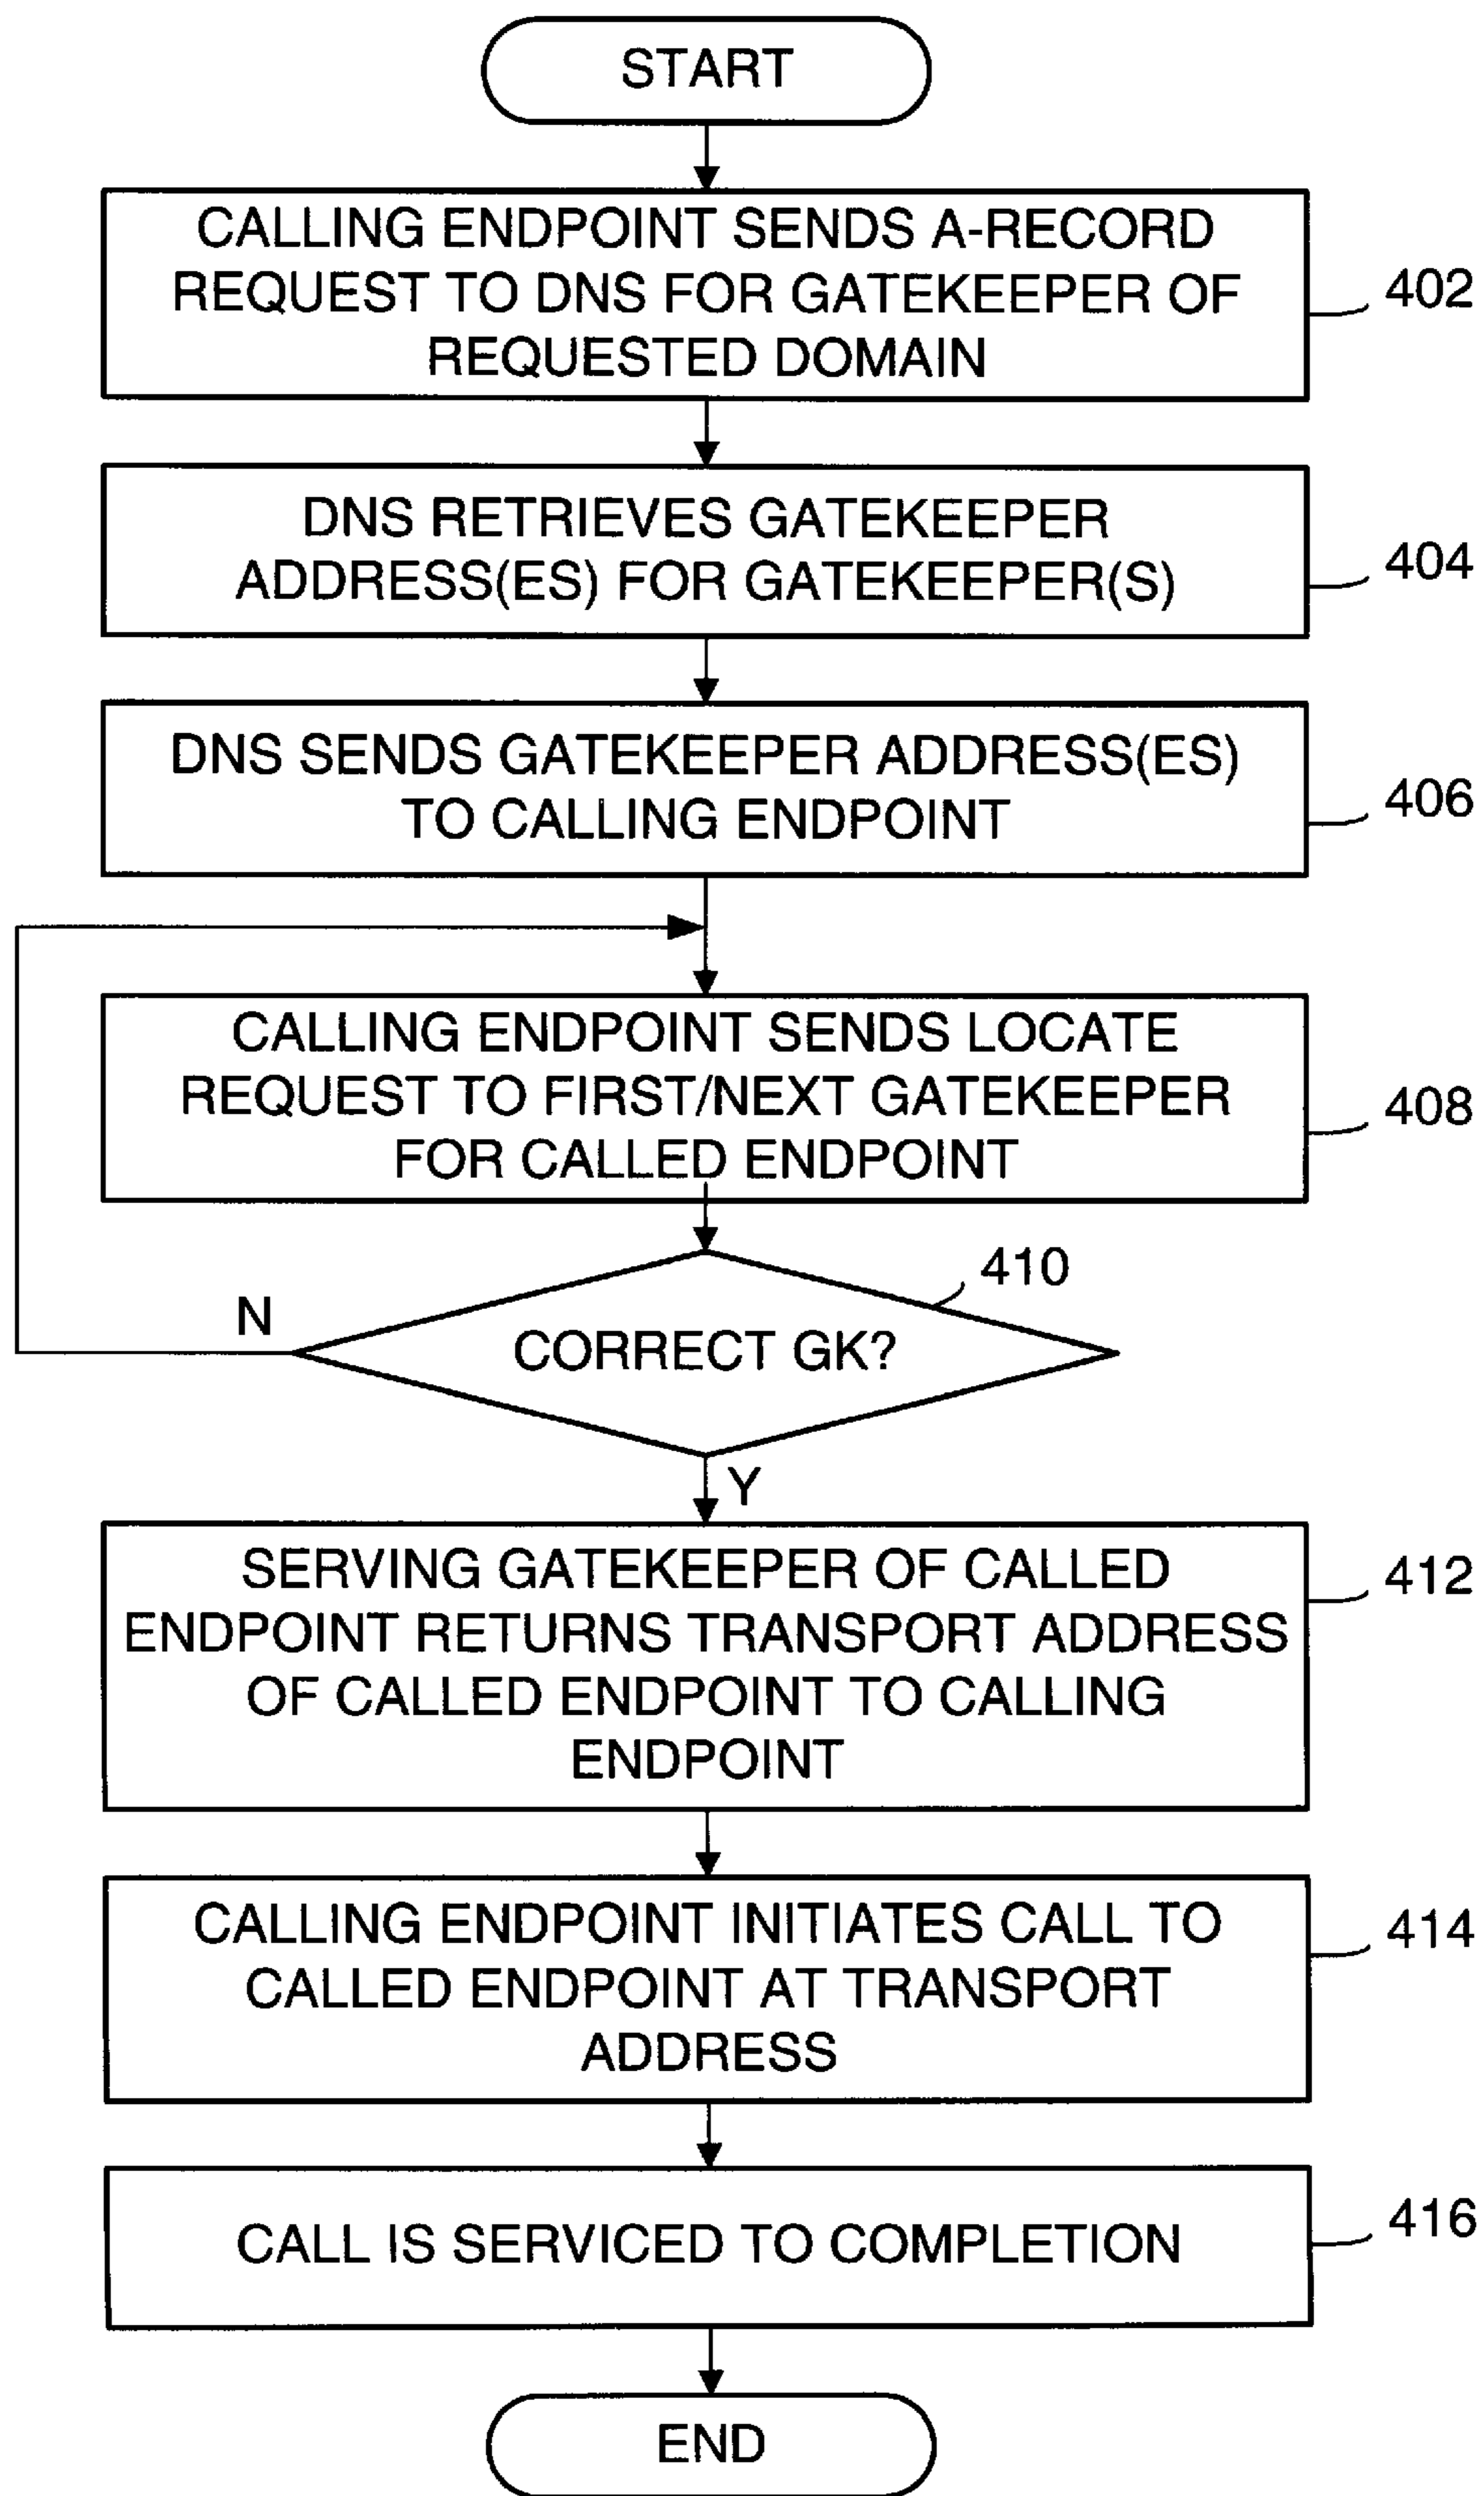 START
CALLING ENDPOINT SENDS A-RECORD
REQUEST TO DNS FOR GATEKEEPER OF
REQUESTED DOMAIN
402
DNS RETRIEVES GATEKEEPER
ADDRESS(ES) FOR GATEKEEPER(S)
404
DNS SENDS GATEKEEPER ADDRESS(ES)
TO CALLING ENDPOINT
406
CALLING ENDPOINT SENDS LOCATE
REQUEST TO FIRST/NEXT GATEKEEPER
FOR CALLED ENDPOINT
408
410
N
CORRECT GK?
Y
SERVING GATEKEEPER OF CALLED
ENDPOINT RETURNS TRANSPORT ADDRESS
OF CALLED ENDPOINT TO CALLING
ENDPOINT
412
CALLING ENDPOINT INITIATES CALL TO
CALLED ENDPOINT AT TRANSPORT
ADDRESS
414
CALL IS SERVICED TO COMPLETION
416
END